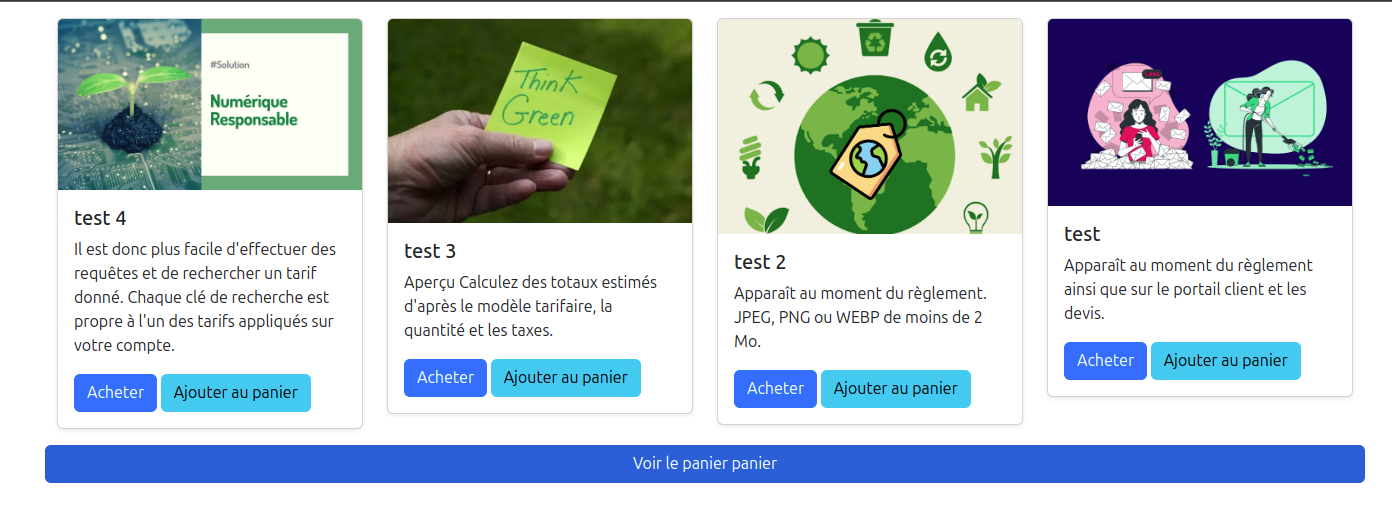 #Solution
Numérique
Responsable
test 4
Il est donc plus facile d'effectuer des
requêtes et de rechercher un tarif
donné. Chaque clé de recherche est
propre à l'un des tarifs appliqués sur
votre compte.
Acheter
Ajouter au panier
Think
Green
test 3
Aperçu Calculez des totaux estimés
d'après le modèle tarifaire, la
quantité et les taxes.
Acheter
Ajouter au panier
test 2
Apparaît au moment du règlement.
JPEG, PNG ou WEBP de moins de 2
Mo.
Acheter
Ajouter au panier
test
Apparaît au moment du règlement
ainsi que sur le portail client et les
devis.
Acheter
Ajouter au panier
Voir le panier panier